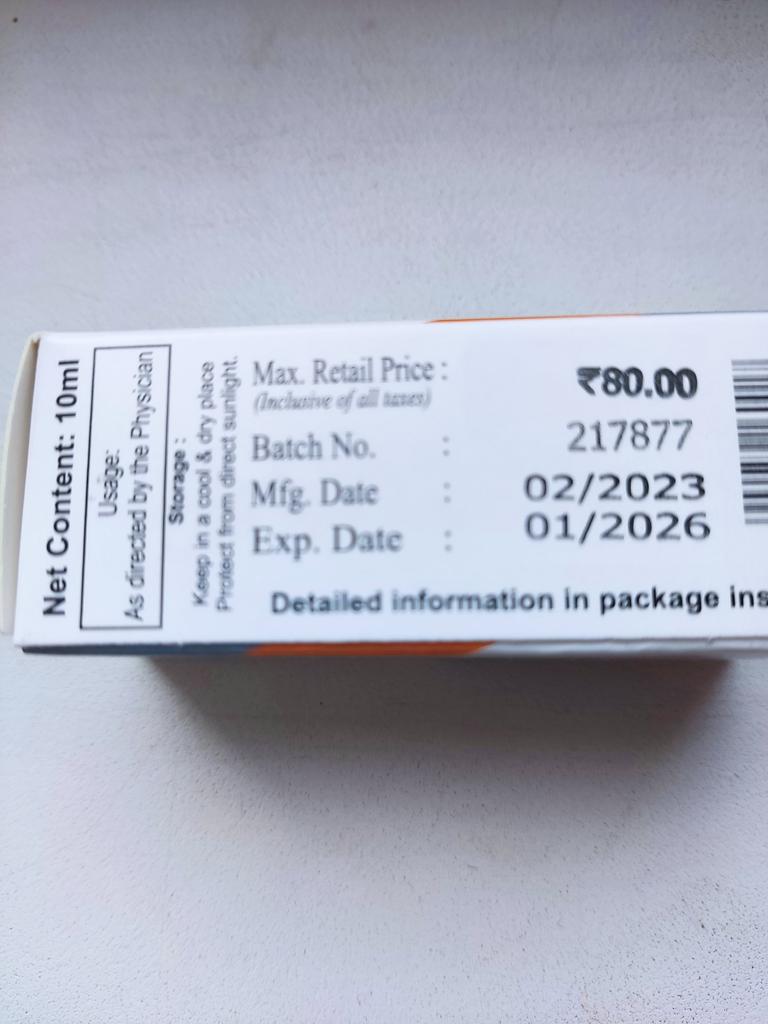 Net Content: 10ml
Usage:
As directed by the Physician
Storage :
Keep in a cool & dry place
Protect from direct sunlight.
Max. Retail Price : ₹80.00
(Inclusive of all taxes)
Batch No. : 217877
Mfg. Date : 02/2023
Exp. Date : 01/2026
Detailed information in package ins